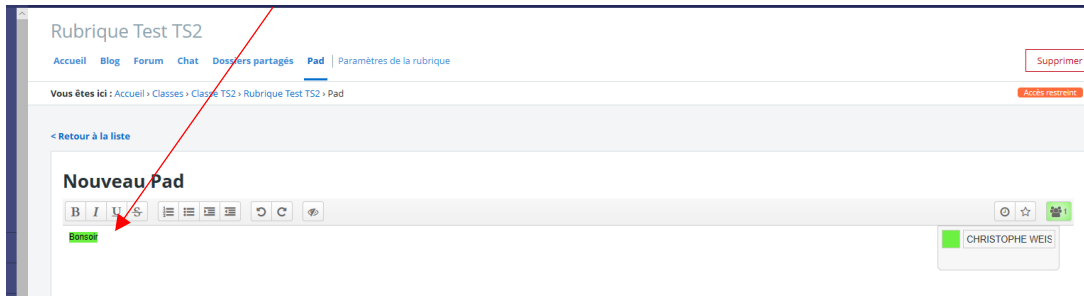 Rubrique Test TS2
Accueil Blog Forum Chat Dossiers partagés Pad Paramètres de la rubrique
Supprimer
Vous êtes ici : Accueil › Classes › Classe TS2 › Rubrique Test TS2 › Pad
Accès restreint
< Retour à la liste
Nouveau Pad
B I U S
1
Bonsoir
CHRISTOPHE WEIS